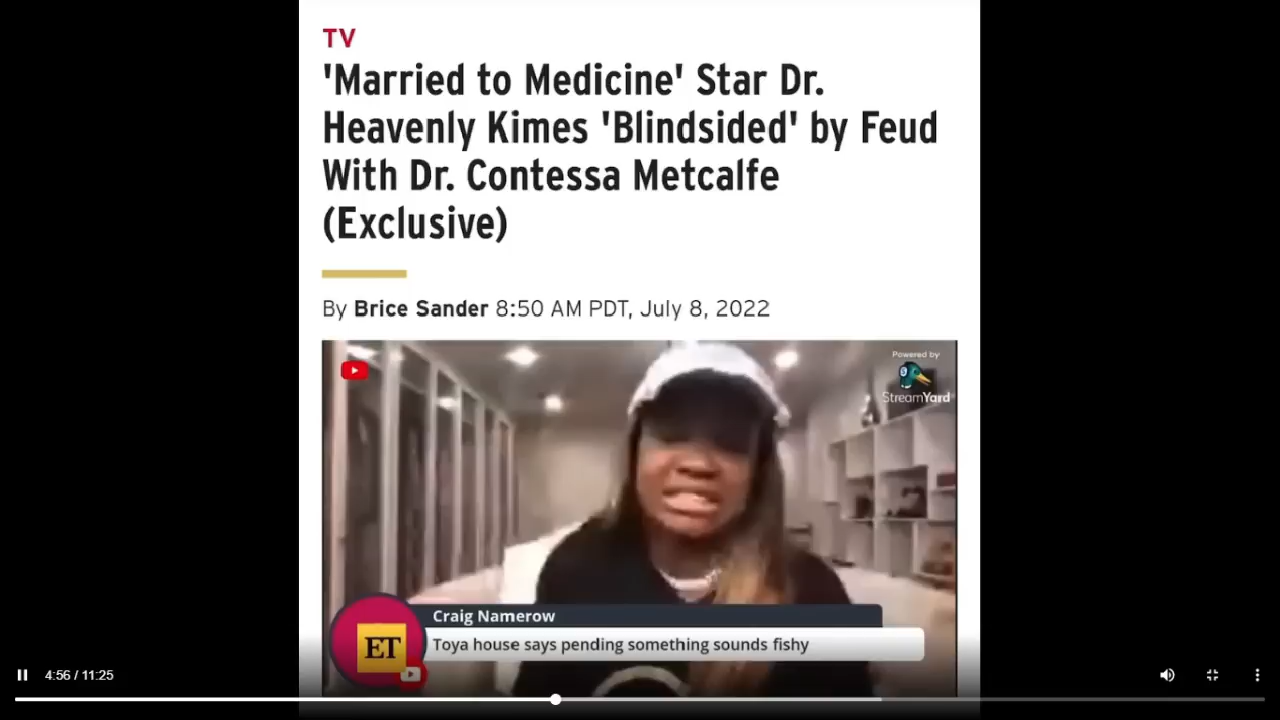 TV
'Married to Medicine' Star Dr.
Heavenly Kimes 'Blindsided' by Feud
With Dr. Contessa Metcalfe
(Exclusive)
By Brice Sander 8:50 AM PDT, July 8, 2022
Powered by
StreamYard
Craig Namerow
ET
Toya house says pending something sounds fishy
4:56 / 11:25